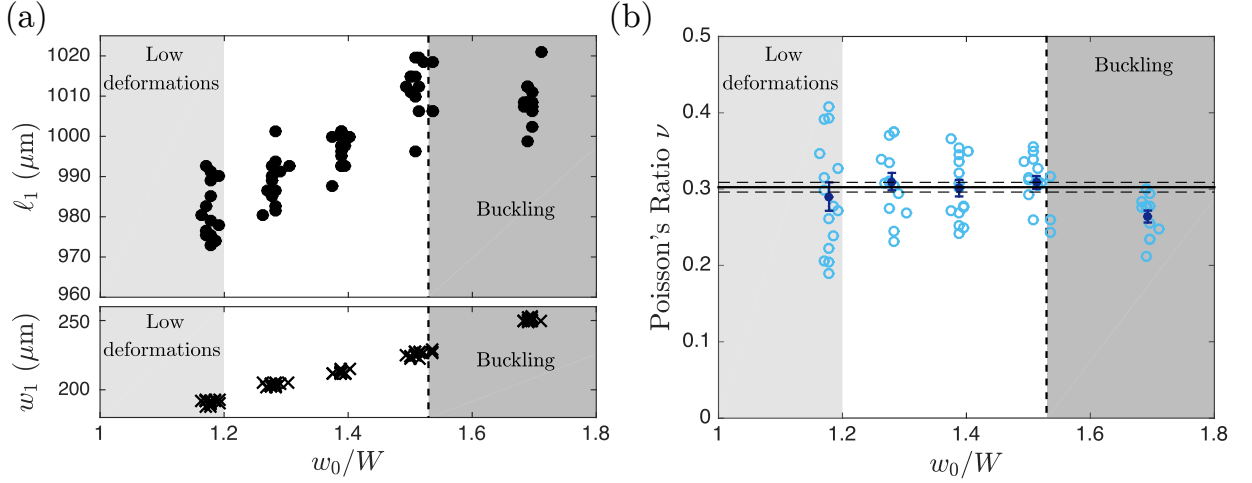 (a)
1020
1010
1000
990
980
970
960
ℓ₁ (μm)
Low
deformations
Buckling
250
200
w₁ (μm)
Low
deformations
Buckling
1
1.2
1.4
1.6
1.8
w₀/W
(b)
0.5
0.4
0.3
0.2
0.1
0
Poisson's Ratio ν
Low
deformations
Buckling
1
1.2
1.4
1.6
1.8
w₀/W